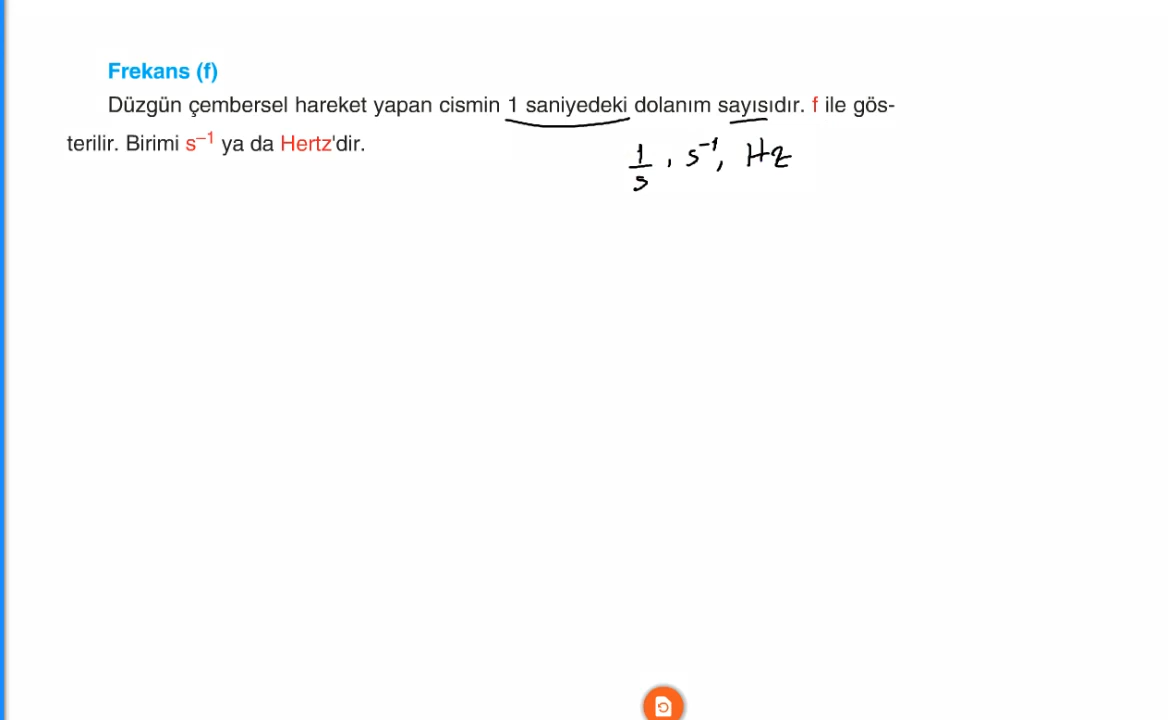 Frekans (f)
Düzgün çembersel hareket yapan cismin 1 saniyedeki dolanım sayısıdır. f ile gös-
terilir. Birimi s⁻¹ ya da Hertz'dir.
1/s, s⁻¹, Hz